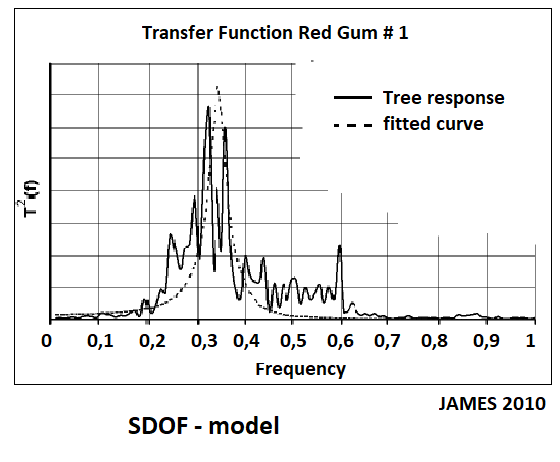 Transfer Function Red Gum # 1
Tree response
fitted curve
T²(f)
0 0,1 0,2 0,3 0,4 0,5 0,6 0,7 0,8 0,9 1
Frequency
JAMES 2010
SDOF - model